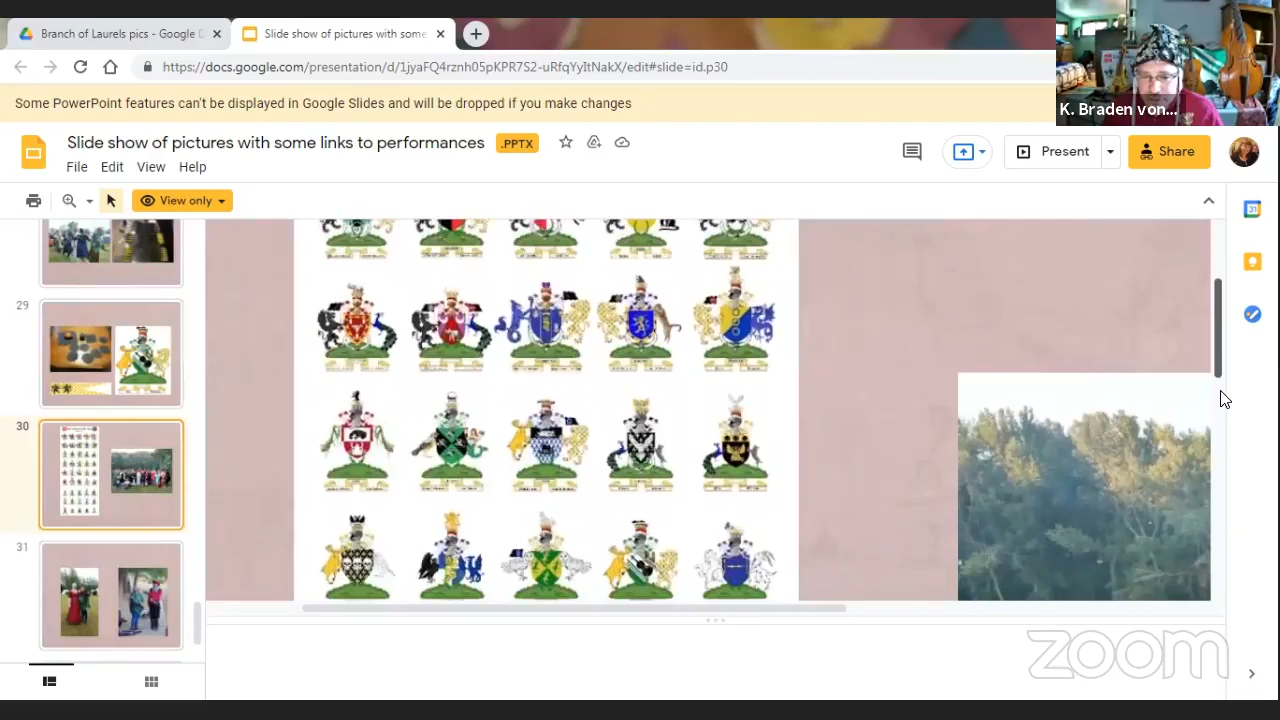 Branch of Laurels pics - Google D
Slide show of pictures with some
https://docs.google.com/presentation/d/1jyaFQ4rznh05pKPR7S2-uRfqYyItNakX/edit#slide=id.p30
K. Braden von...
Some PowerPoint features can't be displayed in Google Slides and will be dropped if you make changes
Slide show of pictures with some links to performances .PPTX
Present
Share
File Edit View Help
View only
31
29
30
31
zoom